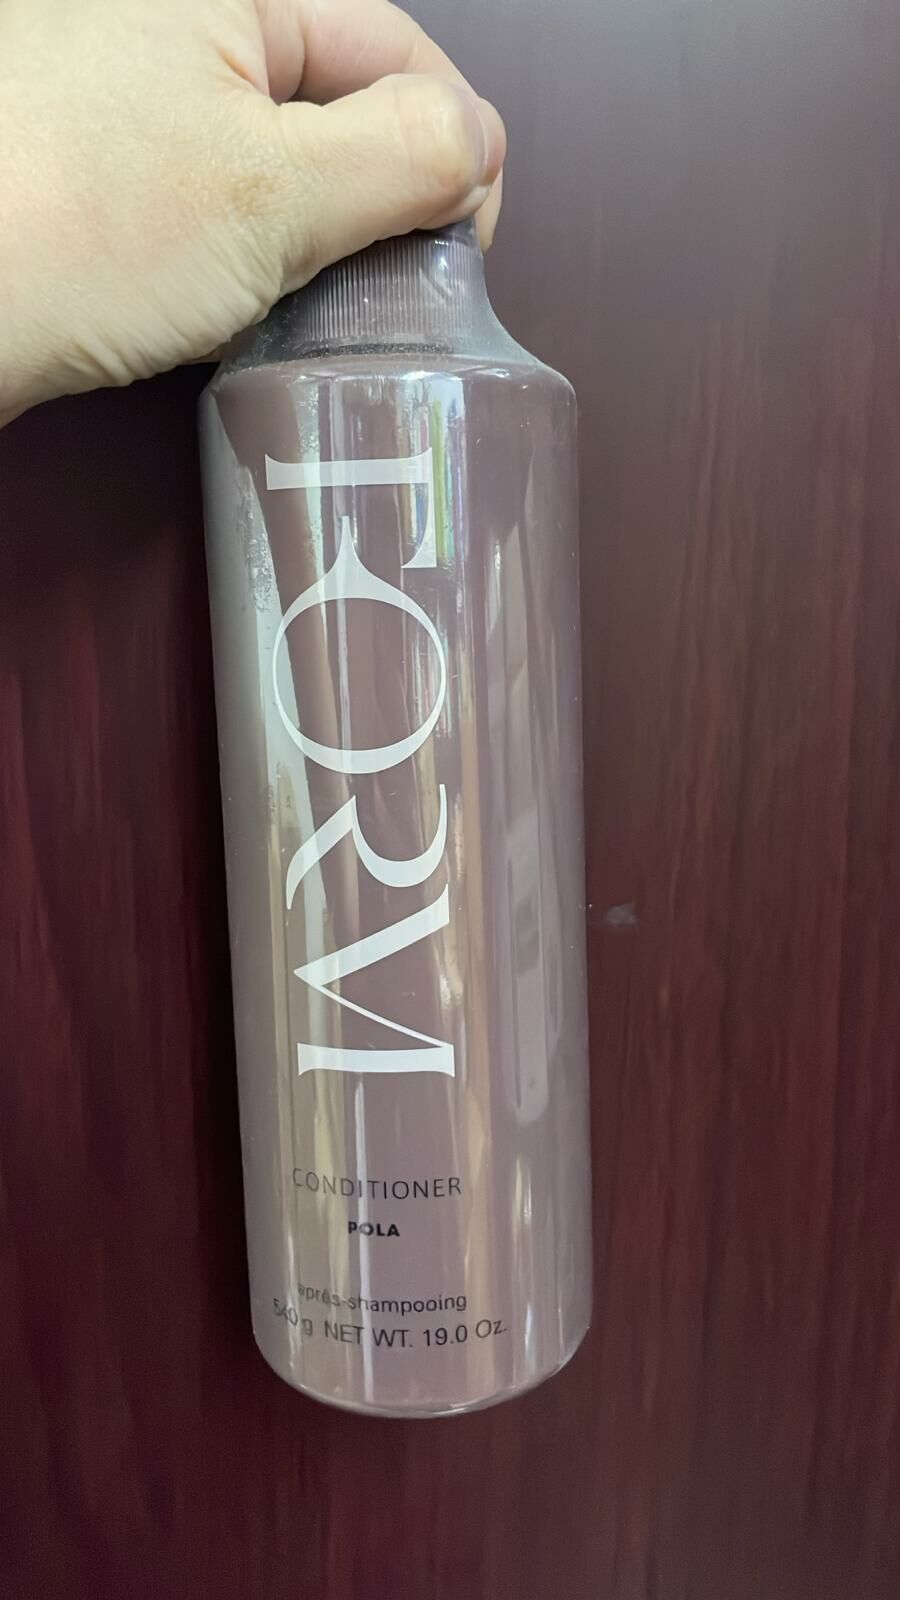 FORM
CONDITIONER
POLA
après-shampooing
540 g NET WT. 19.0 Oz.